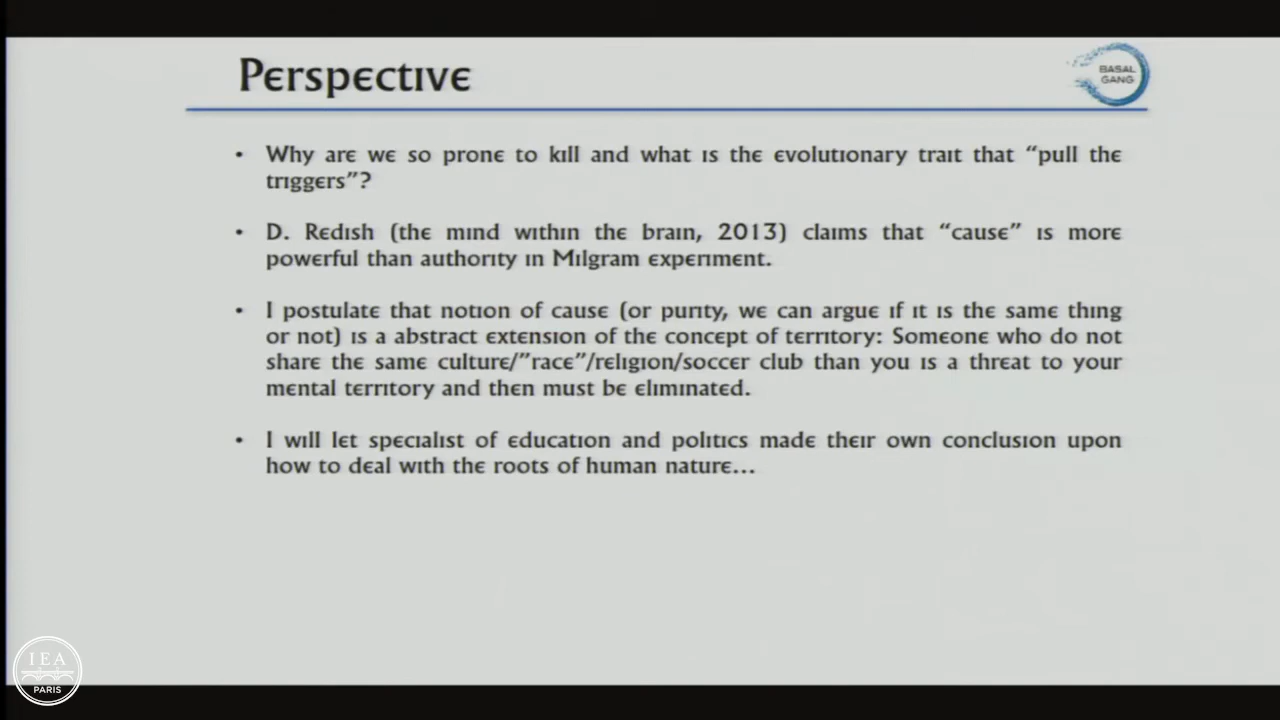 Perspective
BASAL
GANG
• Why are we so prone to kill and what is the evolutionary trait that “pull the
triggers”?
• D. Redish (the mind within the brain, 2013) claims that “cause” is more
powerful than authority in Milgram experiment.
• I postulate that notion of cause (or purity, we can argue if it is the same thing
or not) is a abstract extension of the concept of territory: Someone who do not
share the same culture/”race”/religion/soccer club than you is a threat to your
mental territory and then must be eliminated.
• I will let specialist of education and politics made their own conclusion upon
how to deal with the roots of human nature...
IEA
PARIS